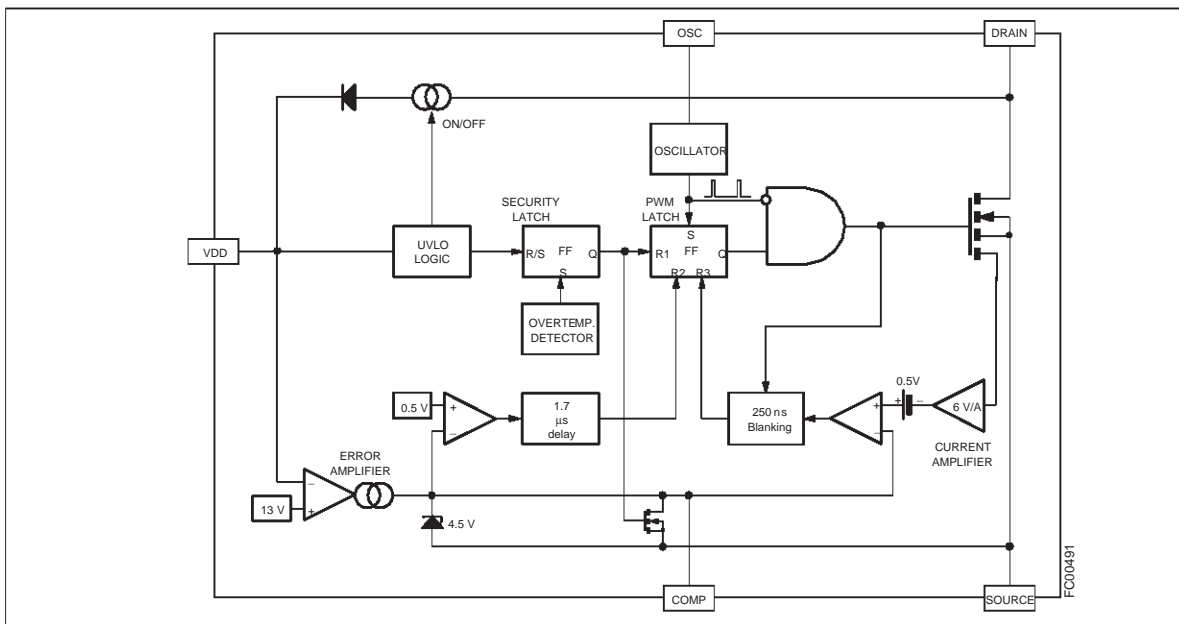 OSC
DRAIN
ON/OFF
OSCILLATOR
SECURITY
LATCH
PWM
LATCH
VDD
UVLO
LOGIC
R/S
FF
Q
S
R1
S
FF
Q
R2
R3
OVERTEMP.
DETECTOR
0.5 V
+
–
1.7
μs
delay
250 ns
Blanking
+
–
0.5V
+
–
6 V/A
CURRENT
AMPLIFIER
ERROR
AMPLIFIER
13 V
–
+
4.5 V
COMP
SOURCE
FC00491